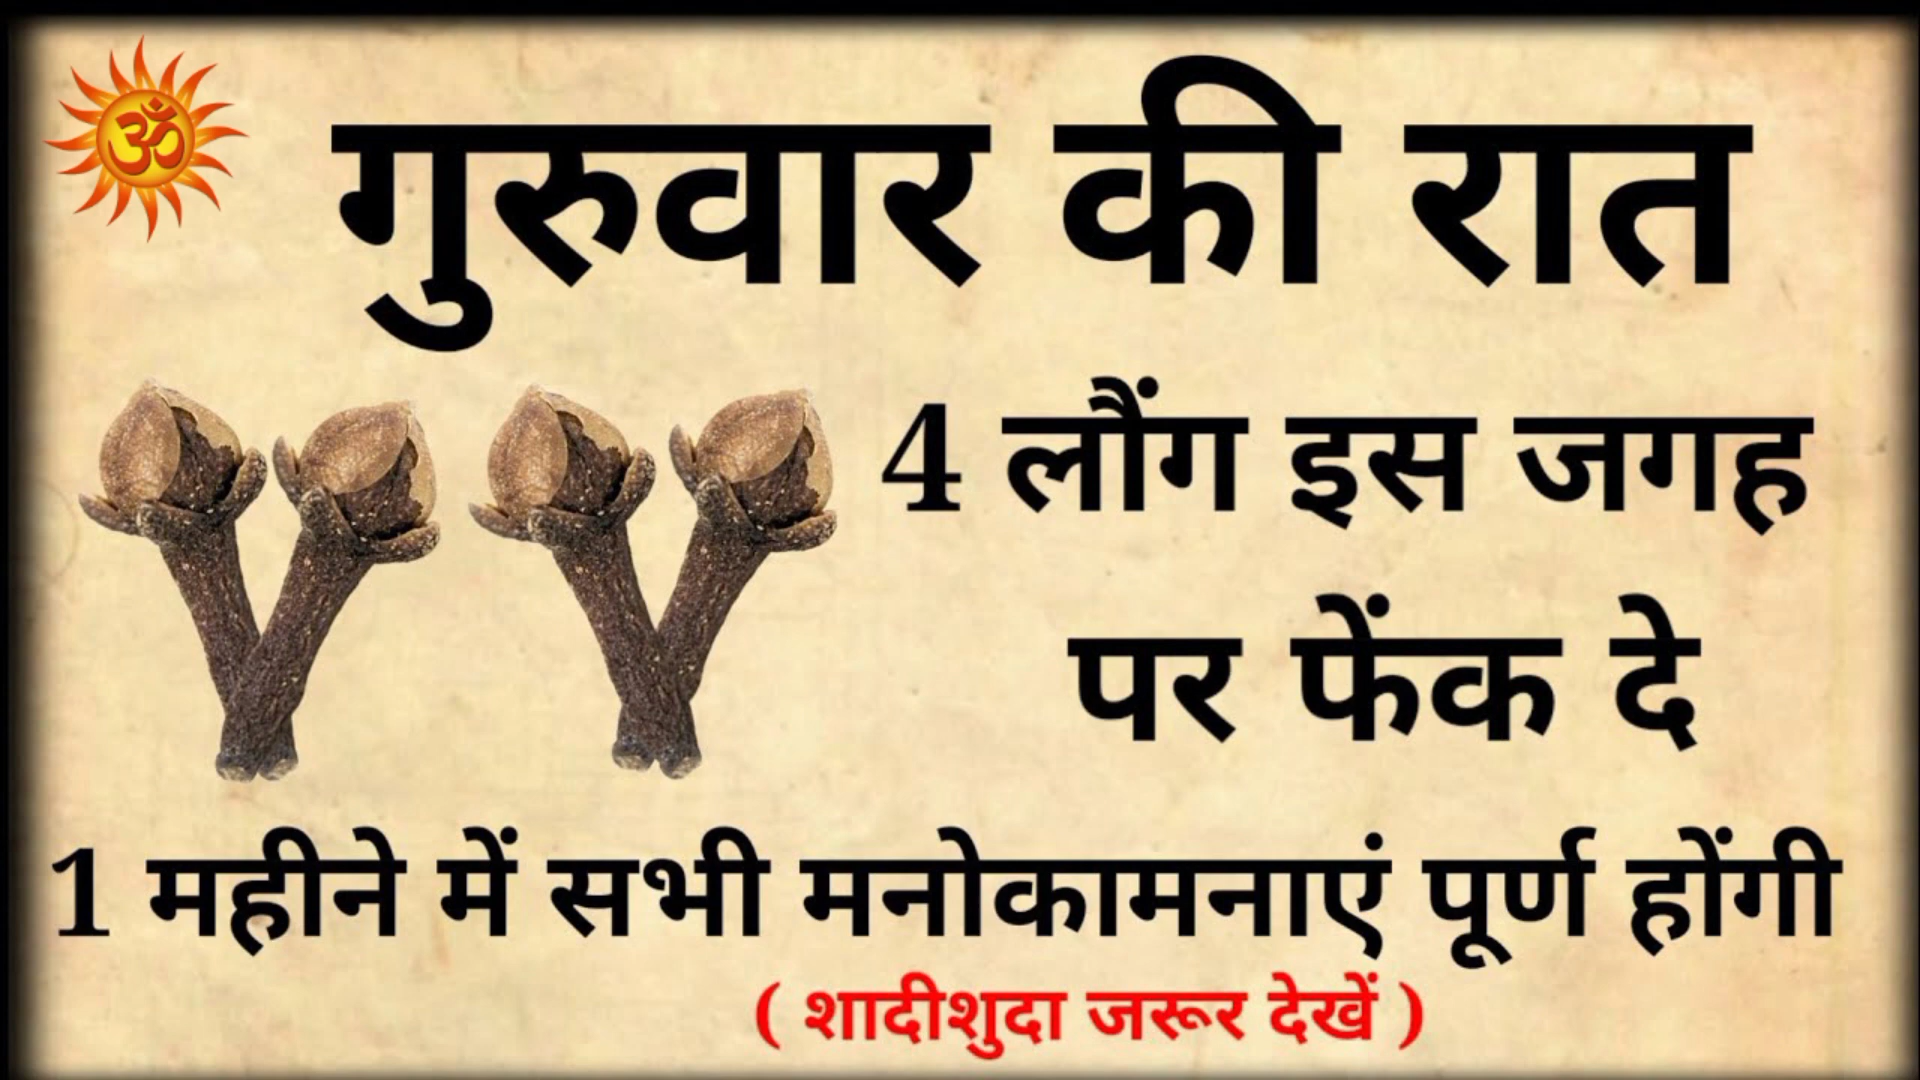 ॐ
गुरुवार की रात
4 लौंग इस जगह
पर फेंक दे
1 महीने में सभी मनोकामनाएं पूर्ण होंगी
( शादीशुदा जरूर देखें )